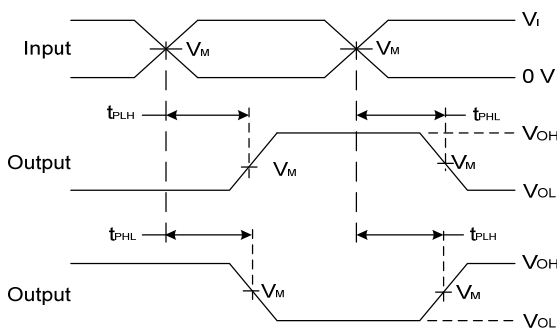 Input
VM
VM
VI
0 V
tPLH
tPHL
Output
VM
VM
VOH
VOL
tPHL
tPLH
Output
VM
VM
VOH
VOL